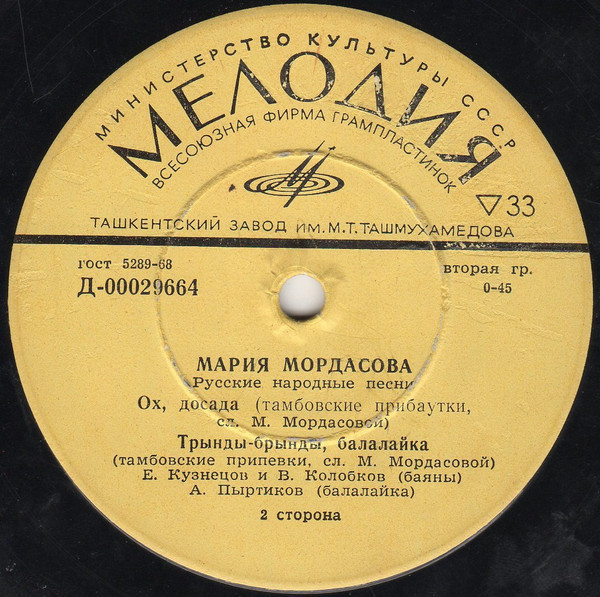 МИНИСТЕРСТВО КУЛЬТУРЫ СССР
МЕЛОДИЯ
ВСЕСОЮЗНАЯ ФИРМА ГРАМПЛАСТИНОК
▽33
ТАШКЕНТСКИЙ ЗАВОД ИМ. М.Т. ТАШМУХАМЕДОВА
гост 5289-68
вторая гр.
Д-00029664
0-45
МАРИЯ МОРДАСОВА
Русские народные песни
Ох, досада (тамбовские прибаутки,
сл. М. Мордасовой)
Трынды-брынды, балалайка
(тамбовские припевки, сл. М. Мордасовой)
Е. Кузнецов и В. Колобков (баяны)
А. Пыртиков (балалайка)
2 сторона